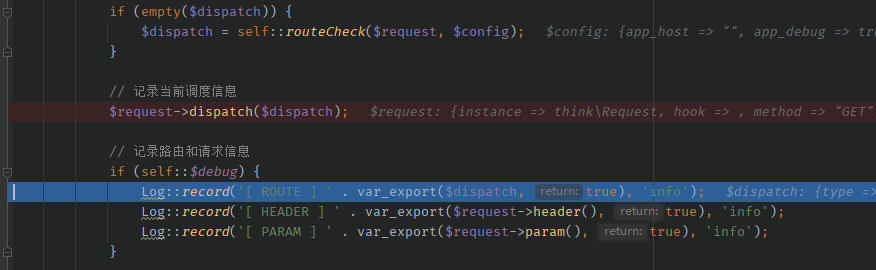 if (empty($dispatch)) {
$dispatch = self::routeCheck($request, $config);   $config: {app_host => "", app_debug => tru
}
// 记录当前调度信息
$request->dispatch($dispatch);   $request: {instance => think\Request, hook => , method => "GET"
// 记录路由和请求信息
if (self::$debug) {
Log::record('[ ROUTE ] ' . var_export($dispatch, return: true), 'info');   $dispatch: {type =>
Log::record('[ HEADER ] ' . var_export($request->header(), return: true), 'info');
Log::record('[ PARAM ] ' . var_export($request->param(), return: true), 'info');
}